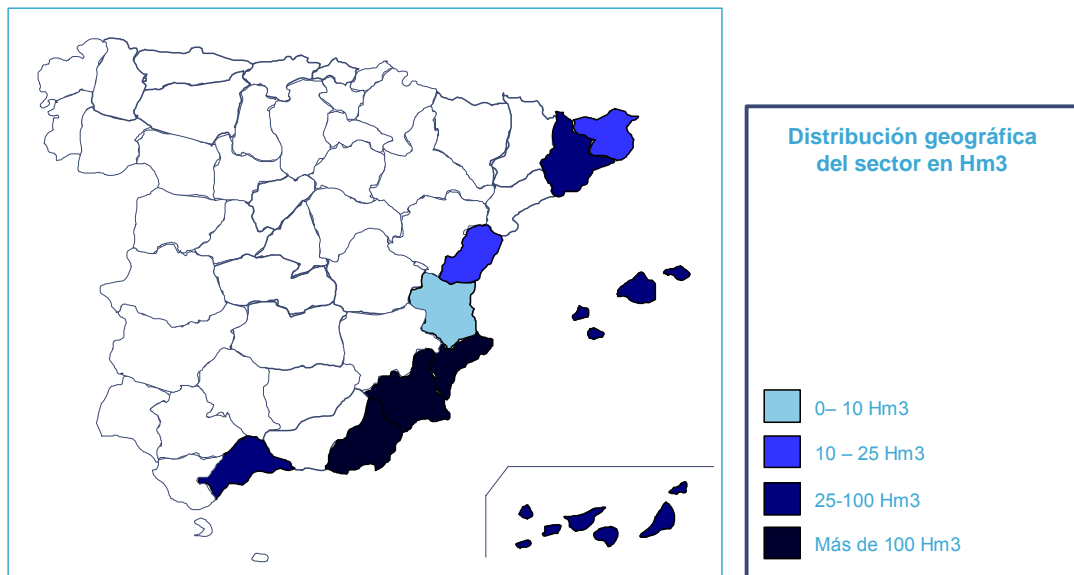 Distribución geográfica
del sector en Hm3
0– 10 Hm3
10 – 25 Hm3
25-100 Hm3
Más de 100 Hm3